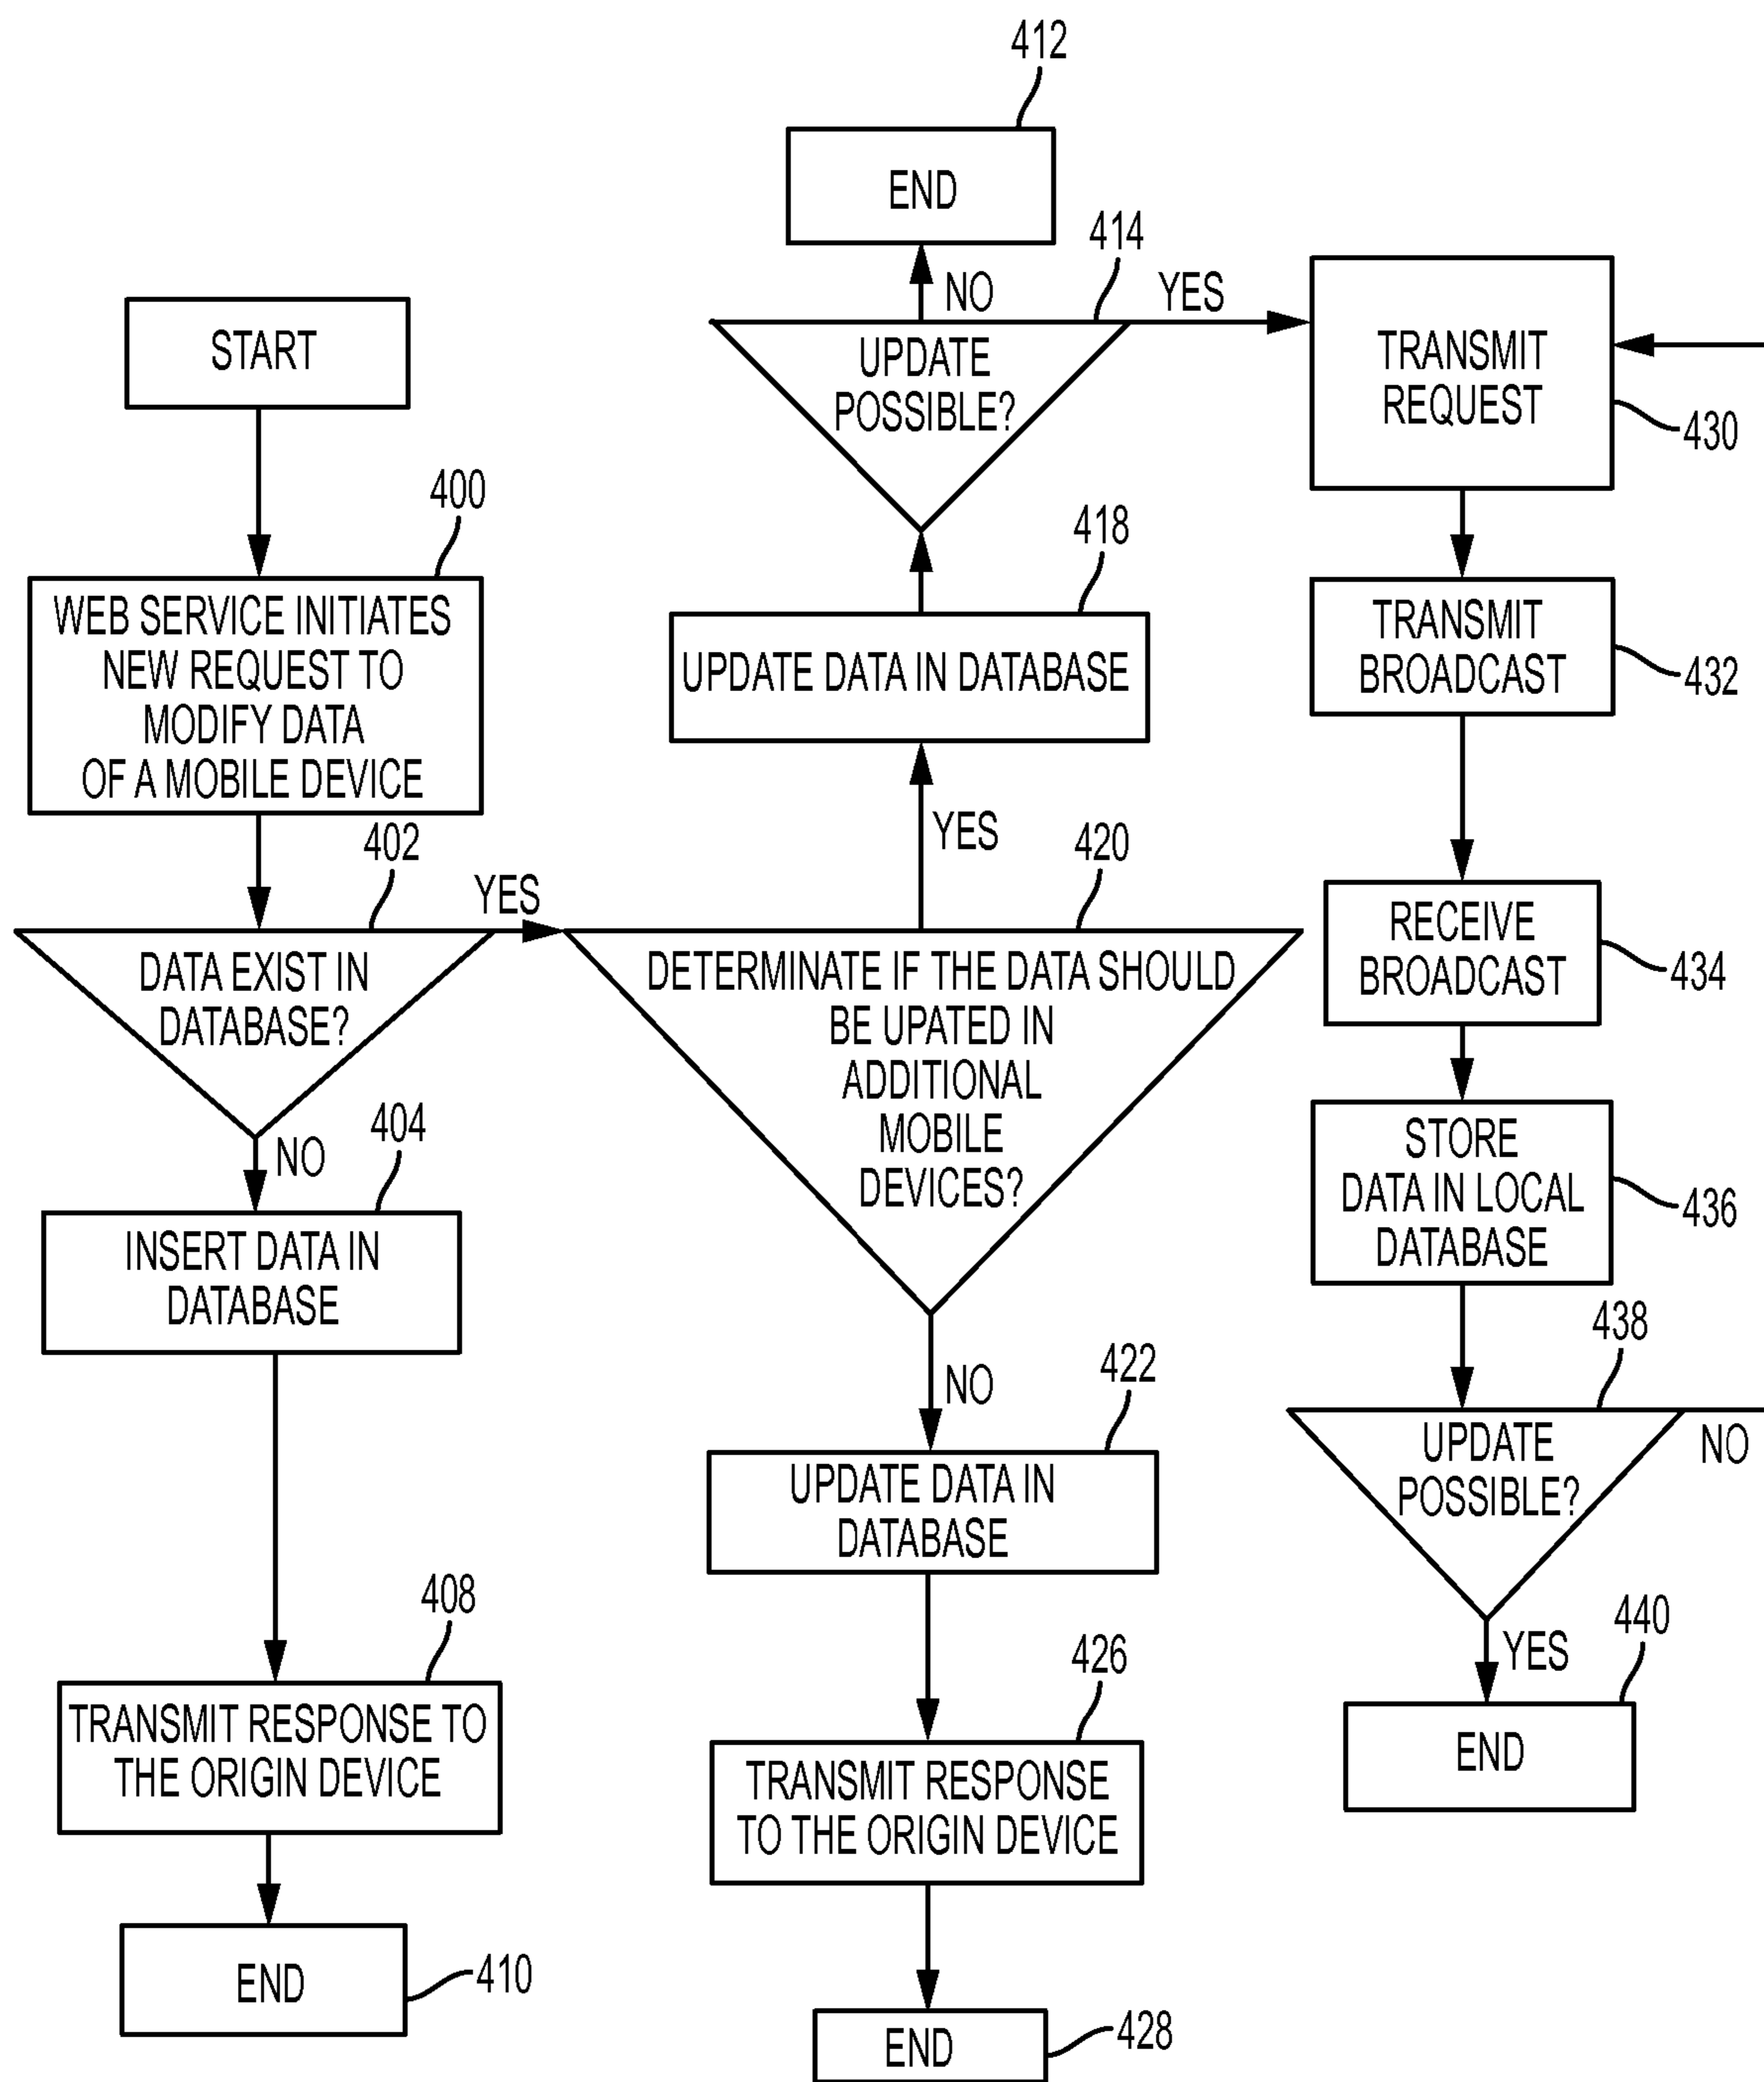 START
400
WEB SERVICE INITIATES
NEW REQUEST TO
MODIFY DATA
OF A MOBILE DEVICE
402
YES
DATA EXIST IN
DATABASE?
NO
404
INSERT DATA IN
DATABASE
408
TRANSMIT RESPONSE TO
THE ORIGIN DEVICE
END
410
412
END
NO
414
YES
UPDATE
POSSIBLE?
418
UPDATE DATA IN DATABASE
YES
420
DETERMINATE IF THE DATA SHOULD
BE UPATED IN
ADDITIONAL
MOBILE
DEVICES?
NO
422
UPDATE DATA IN
DATABASE
426
TRANSMIT RESPONSE
TO THE ORIGIN DEVICE
END
428
TRANSMIT
REQUEST
430
TRANSMIT
BROADCAST
432
RECEIVE
BROADCAST
434
STORE
DATA IN LOCAL
DATABASE
436
438
UPDATE
POSSIBLE?
NO
YES
440
END